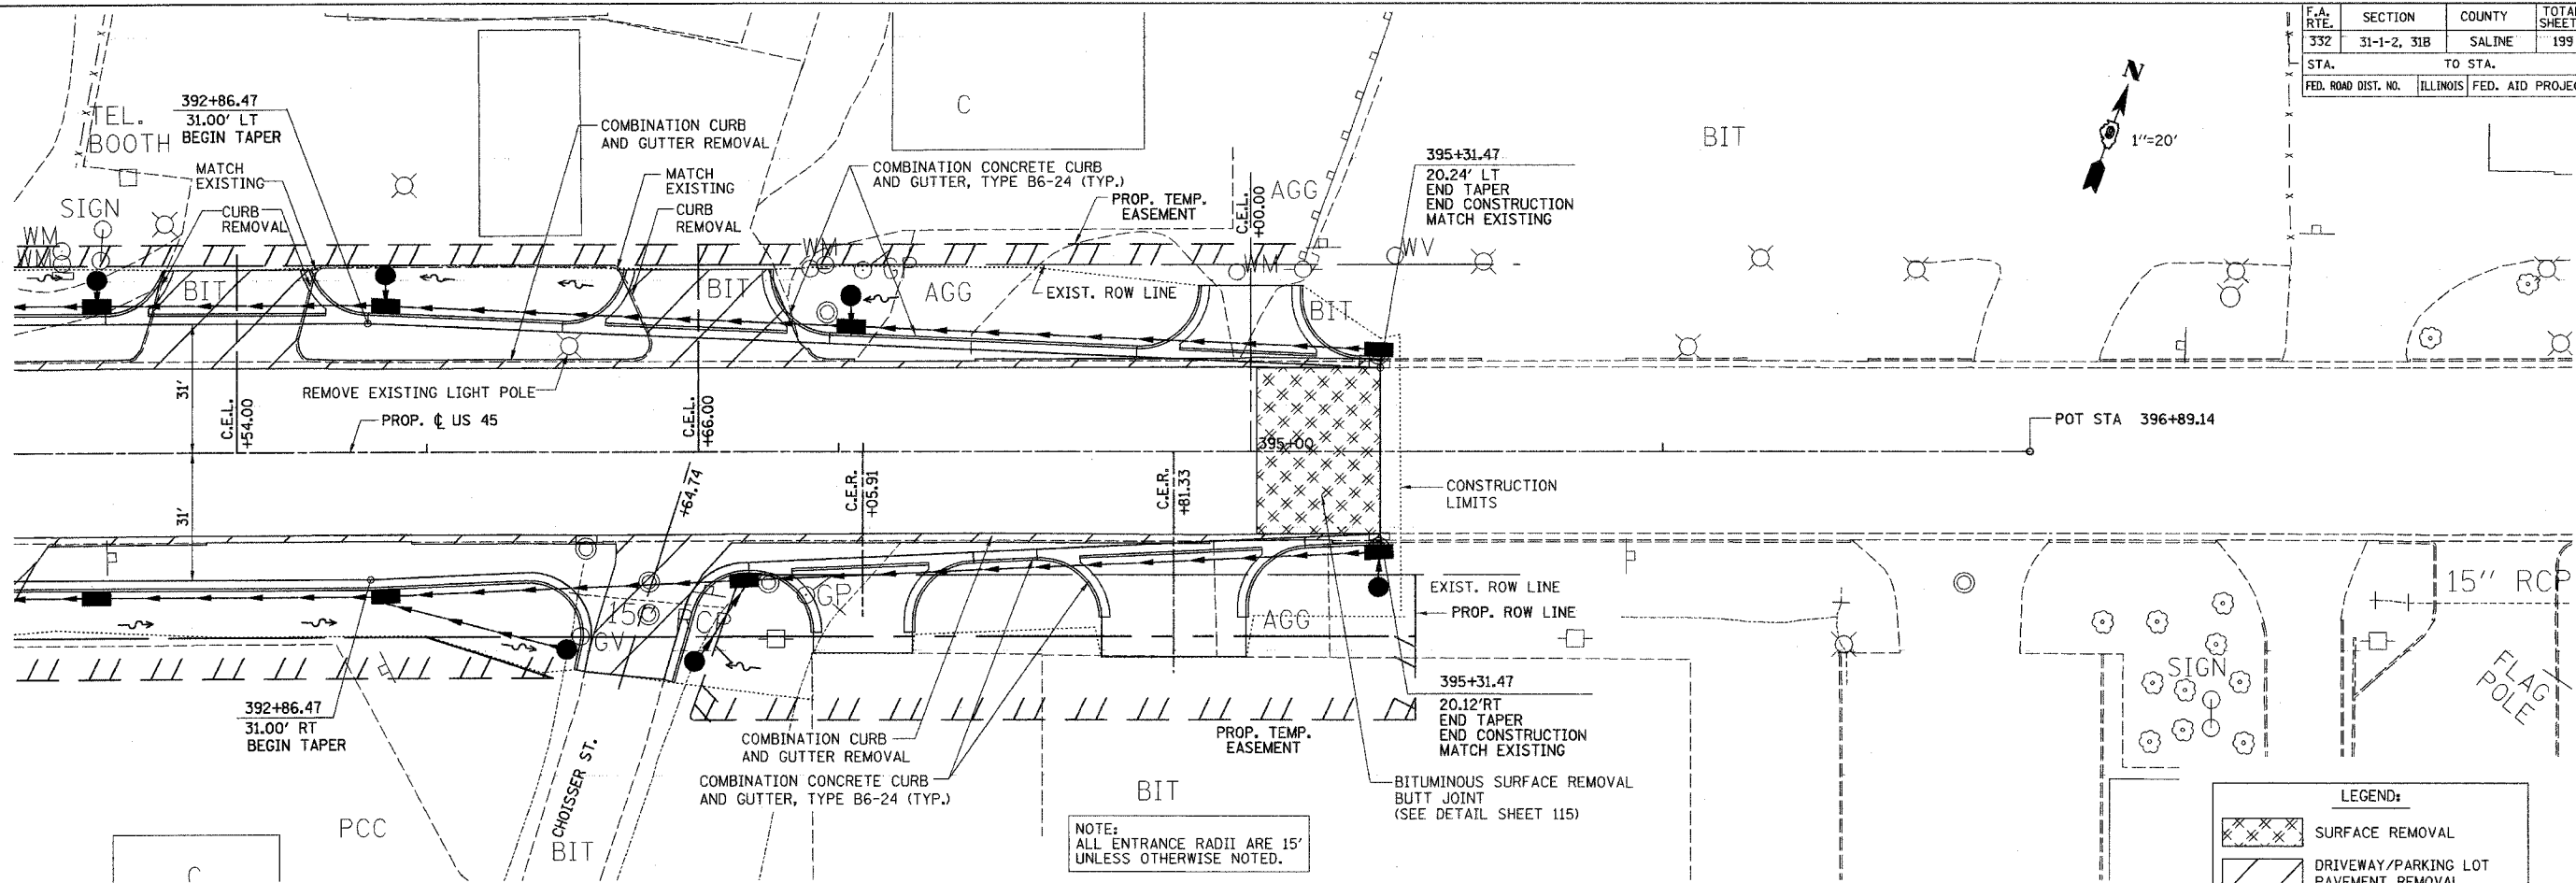 F.A. RTE. SECTION COUNTY TOTAL SHEET
332 31-1-2, 31B SALINE 199
STA. TO STA.
FED. ROAD DIST. NO. ILLINOIS FED. AID PROJEC
N
1"=20'
392+86.47
31.00' LT
BEGIN TAPER
TEL.
BOOTH
MATCH
EXISTING
SIGN
CURB
REMOVAL
WM
WM
BIT
COMBINATION CURB
AND GUTTER REMOVAL
MATCH
EXISTING
CURB
REMOVAL
C
COMBINATION CONCRETE CURB
AND GUTTER, TYPE B6-24 (TYP.)
PROP. TEMP.
EASEMENT
C.E.L.
+00.00
AGG
395+31.47
20.24' LT
END TAPER
END CONSTRUCTION
MATCH EXISTING
BIT
WM
GP
WM
WV
BIT
AGG
EXIST. ROW LINE
BIT
31'
C.E.L.
+54.00
REMOVE EXISTING LIGHT POLE
PROP. ℄ US 45
C.E.L.
+66.00
395+00
POT STA 396+89.14
31'
+64.74
C.E.R.
+05.91
C.E.R.
+81.33
CONSTRUCTION
LIMITS
15"
RCP
GV
GP
AGG
EXIST. ROW LINE
PROP. ROW LINE
15" RCP
SIGN
FLAG
POLE
392+86.47
31.00' RT
BEGIN TAPER
CHOISSER ST.
COMBINATION CURB
AND GUTTER REMOVAL
COMBINATION CONCRETE CURB
AND GUTTER, TYPE B6-24 (TYP.)
PROP. TEMP.
EASEMENT
395+31.47
20.12'RT
END TAPER
END CONSTRUCTION
MATCH EXISTING
BITUMINOUS SURFACE REMOVAL
BUTT JOINT
(SEE DETAIL SHEET 115)
PCC
BIT
BIT
C
NOTE:
ALL ENTRANCE RADII ARE 15'
UNLESS OTHERWISE NOTED.
LEGEND:
SURFACE REMOVAL
DRIVEWAY/PARKING LOT
PAVEMENT REMOVAL